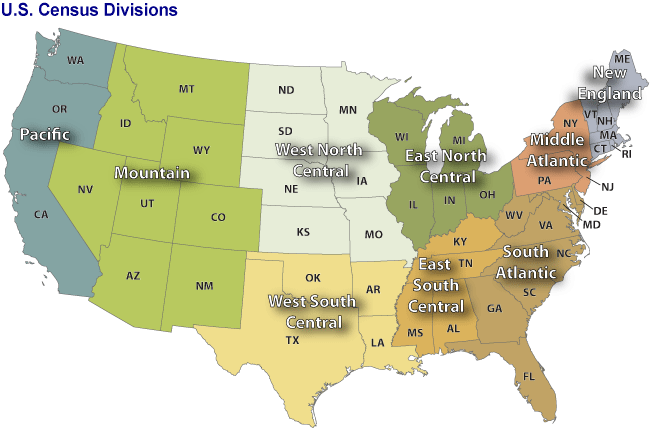 U.S. Census Divisions
WA
OR
CA
Pacific
MT
ID
WY
NV
UT
CO
AZ
NM
Mountain
ND
MN
SD
NE
IA
KS
MO
West North
Central
WI
MI
IL
IN
OH
East North
Central
OK
AR
TX
LA
West South
Central
KY
TN
MS
AL
East
South
Central
WV
VA
DE
MD
NC
SC
GA
FL
South
Atlantic
NY
PA
NJ
Middle
Atlantic
ME
VT
NH
MA
CT
RI
New
England